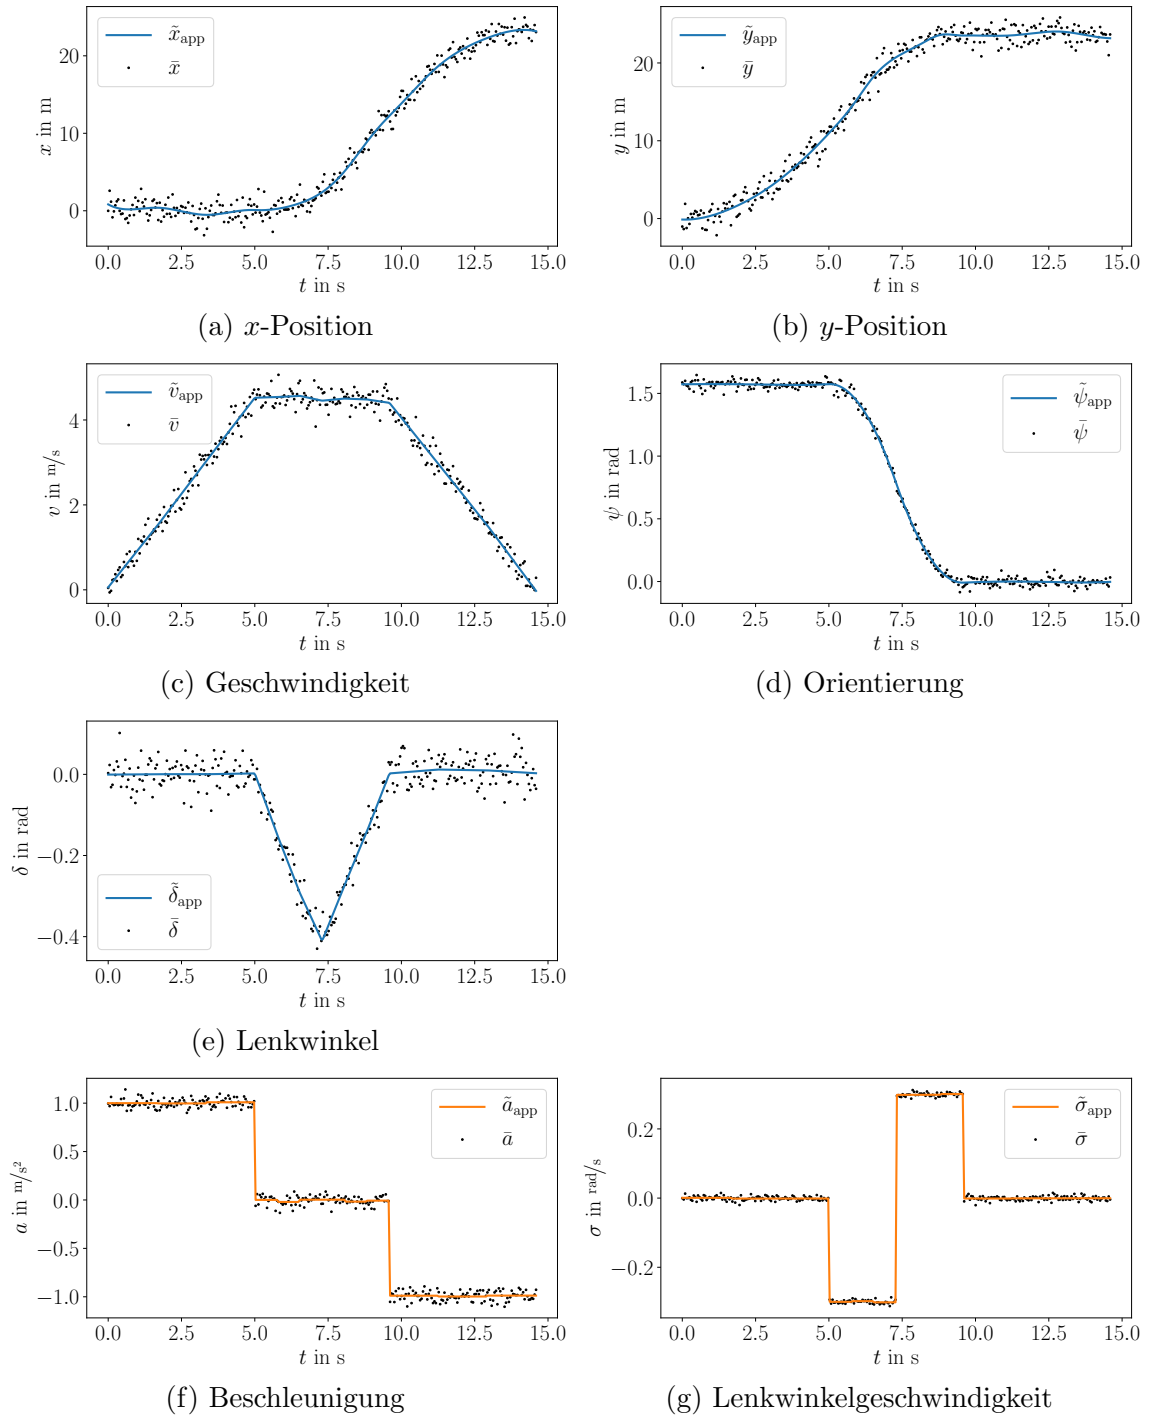 x̃app
x̄
20
10
0
x in m
0.0 2.5 5.0 7.5 10.0 12.5 15.0
t in s
(a) x-Position
ỹapp
ȳ
20
10
0
y in m
0.0 2.5 5.0 7.5 10.0 12.5 15.0
t in s
(b) y-Position
ṽapp
v̄
4
2
0
v in m/s
0.0 2.5 5.0 7.5 10.0 12.5 15.0
t in s
(c) Geschwindigkeit
ψ̃app
ψ̄
1.5
1.0
0.5
0.0
ψ in rad
0.0 2.5 5.0 7.5 10.0 12.5 15.0
t in s
(d) Orientierung
0.0
−0.2
−0.4
δ in rad
δ̃app
δ̄
0.0 2.5 5.0 7.5 10.0 12.5 15.0
t in s
(e) Lenkwinkel
ãapp
ā
1.0
0.5
0.0
−0.5
−1.0
a in m/s²
0.0 2.5 5.0 7.5 10.0 12.5 15.0
t in s
(f) Beschleunigung
σ̃app
σ̄
0.2
0.0
−0.2
σ in rad/s
0.0 2.5 5.0 7.5 10.0 12.5 15.0
t in s
(g) Lenkwinkelgeschwindigkeit